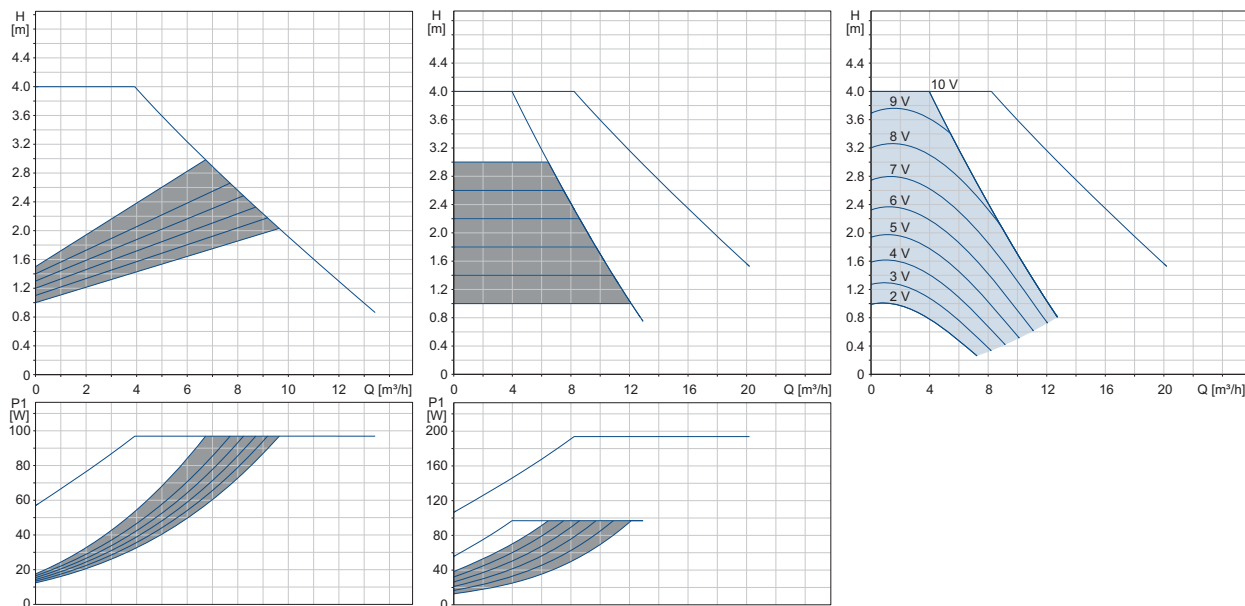 H
[m]
4.4
4.0
3.6
3.2
2.8
2.4
2.0
1.6
1.2
0.8
0.4
0
0 2 4 6 8 10 12 Q [m³/h]
P1
[W]
100
80
60
40
20
0
H
[m]
4.4
4.0
3.6
3.2
2.8
2.4
2.0
1.6
1.2
0.8
0.4
0
0 4 8 12 16 20 Q [m³/h]
P1
[W]
200
160
120
80
40
0
H
[m]
4.4
4.0
3.6
3.2
2.8
2.4
2.0
1.6
1.2
0.8
0.4
0
10 V
9 V
8 V
7 V
6 V
5 V
4 V
3 V
2 V
0 4 8 12 16 20 Q [m³/h]